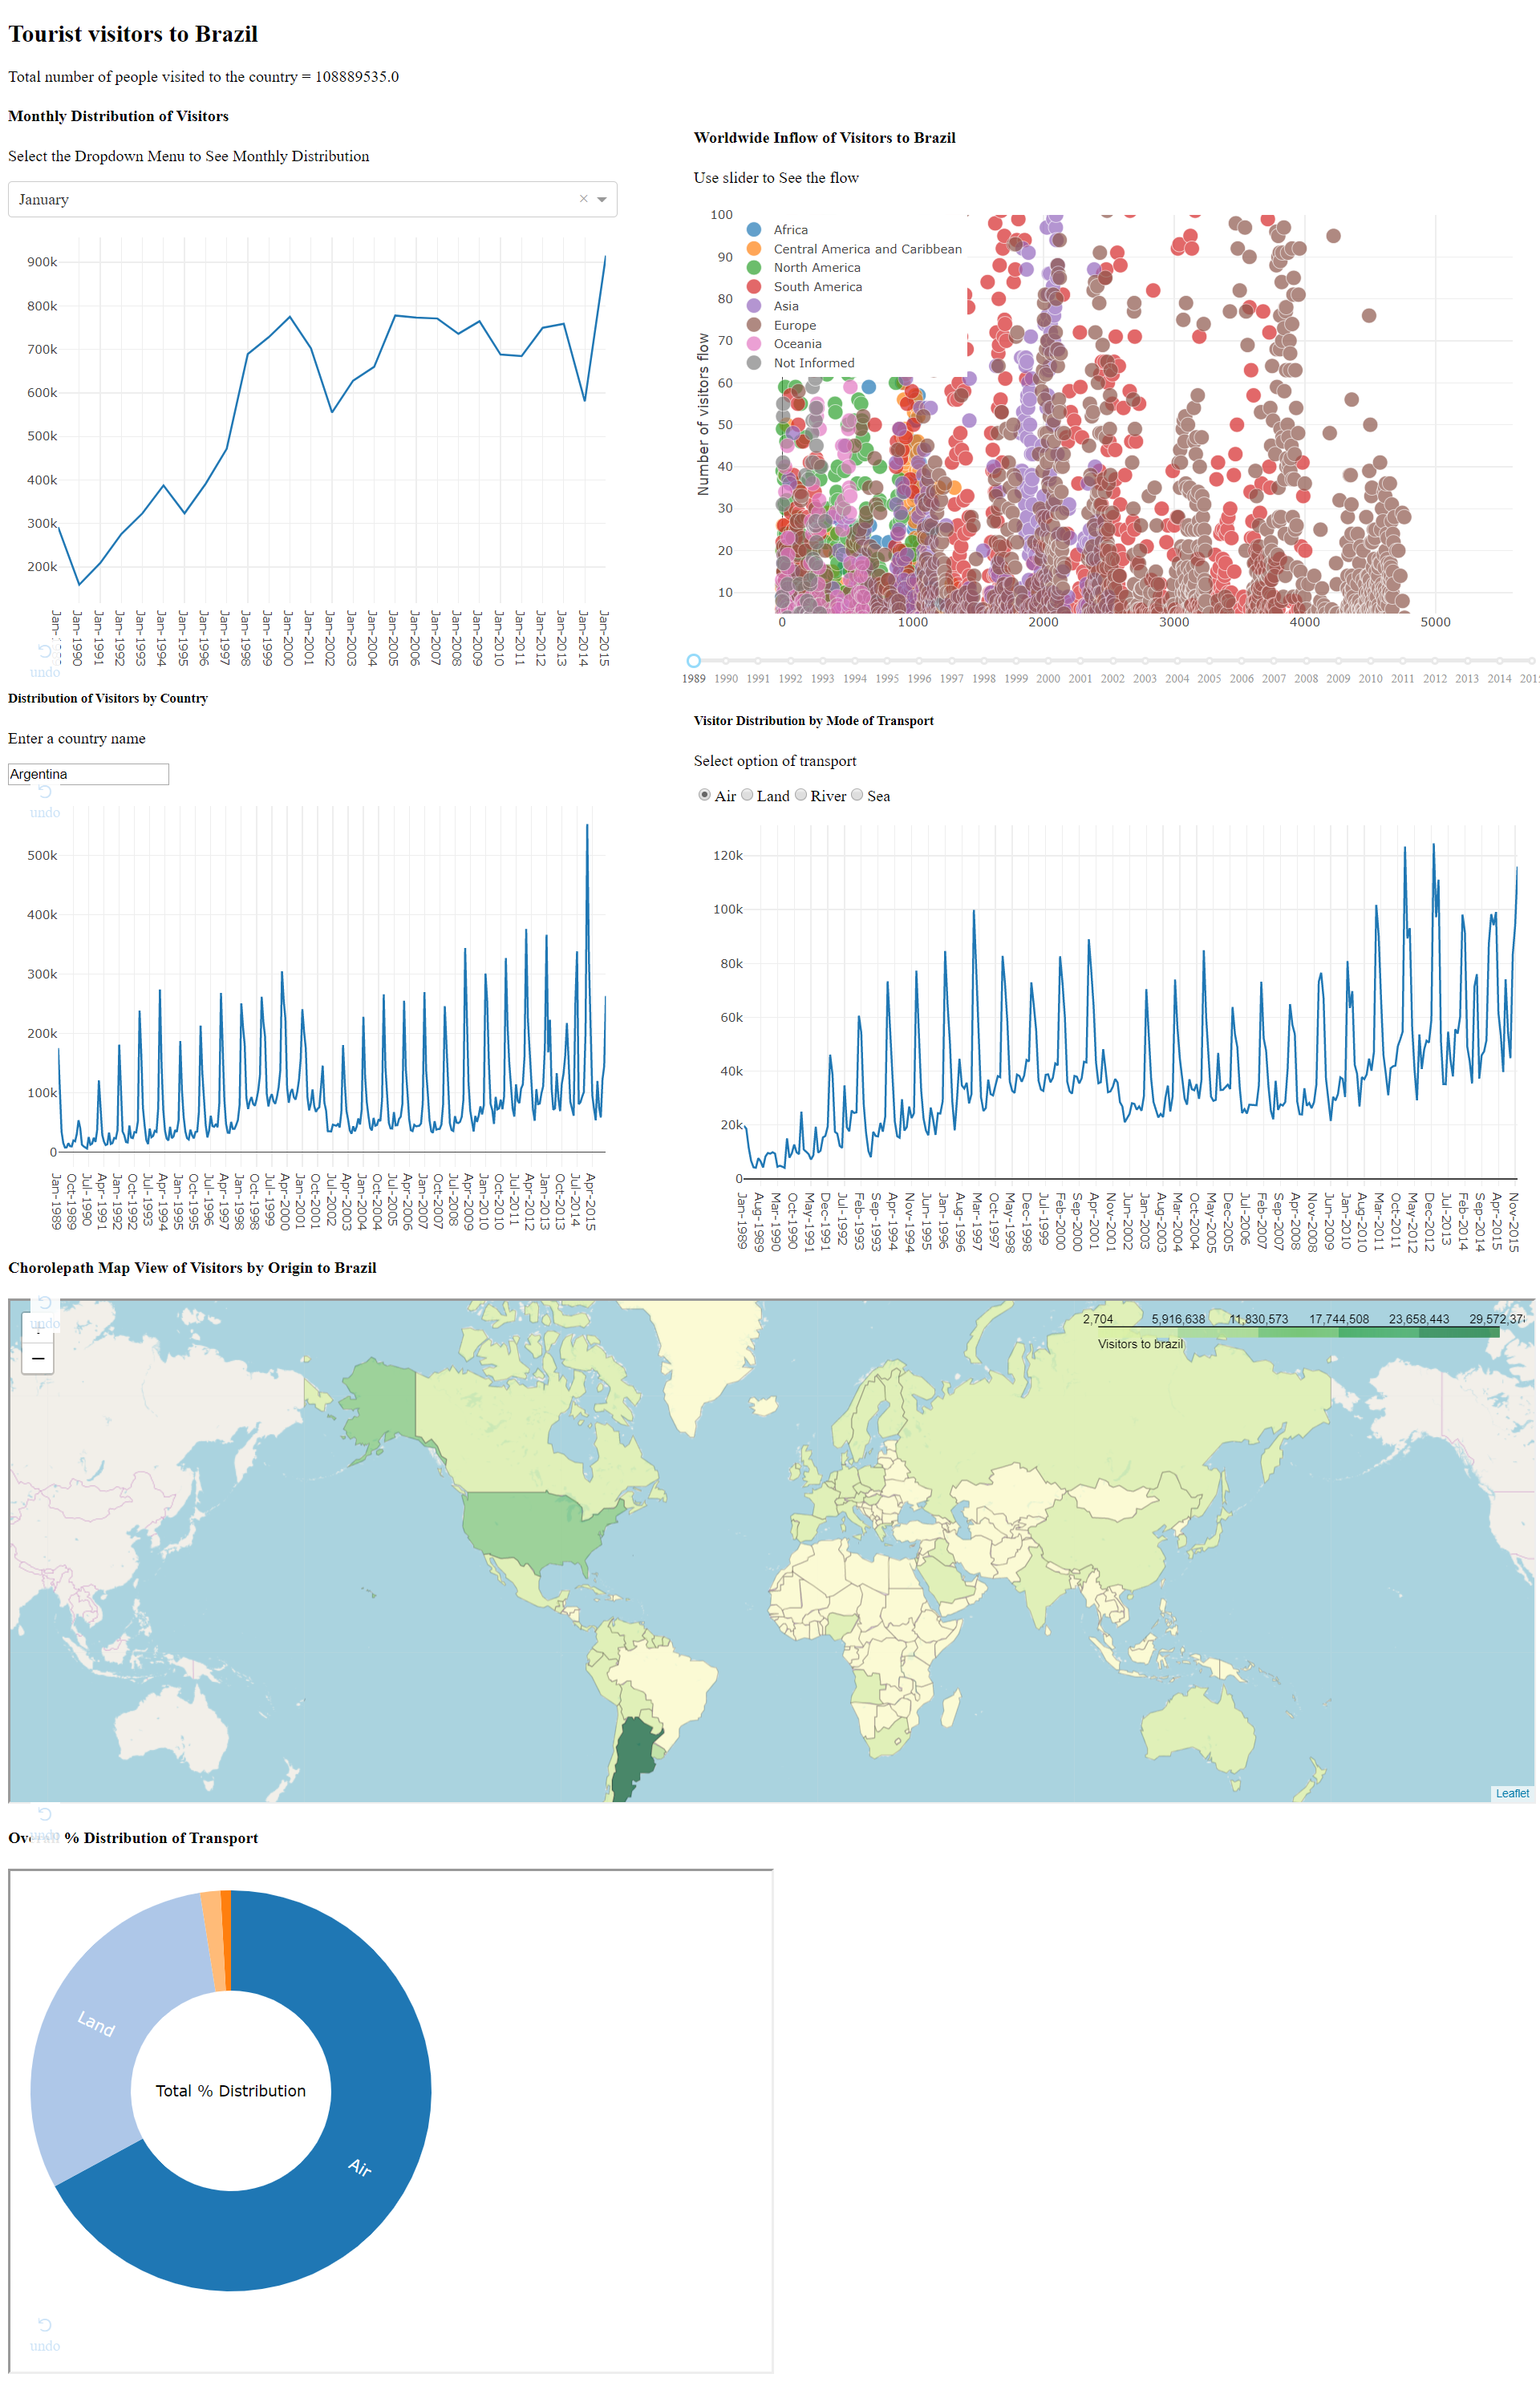 Tourist visitors to Brazil
Total number of people visited to the country = 108889535.0
Monthly Distribution of Visitors
Select the Dropdown Menu to See Monthly Distribution
January
900k
800k
700k
600k
500k
400k
300k
200k
Jan- Jan-1990 Jan-1991 Jan-1992 Jan-1993 Jan-1994 Jan-1995 Jan-1996 Jan-1997 Jan-1998 Jan-1999 Jan-2000 Jan-2001 Jan-2002 Jan-2003 Jan-2004 Jan-2005 Jan-2006 Jan-2007 Jan-2008 Jan-2009 Jan-2010 Jan-2011 Jan-2012 Jan-2013 Jan-2014 Jan-2015
undo
Worldwide Inflow of Visitors to Brazil
Use slider to See the flow
Africa
Central America and Caribbean
North America
South America
Asia
Europe
Oceania
Not Informed
Number of visitors flow
100
90
80
70
60
50
40
30
20
10
0 1000 2000 3000 4000 5000
1989 1990 1991 1992 1993 1994 1995 1996 1997 1998 1999 2000 2001 2002 2003 2004 2005 2006 2007 2008 2009 2010 2011 2012 2013 2014 201
Distribution of Visitors by Country
Enter a country name
Argentina
undo
500k
400k
300k
200k
100k
0
Jan-1989 Oct-1989 Jul-1990 Apr-1991 Jan-1992 Oct-1992 Jul-1993 Apr-1994 Jan-1995 Oct-1995 Jul-1996 Apr-1997 Jan-1998 Oct-1998 Jul-1999 Apr-2000 Jan-2001 Oct-2001 Jul-2002 Apr-2003 Jan-2004 Oct-2004 Jul-2005 Apr-2006 Jan-2007 Oct-2007 Jul-2008 Apr-2009 Jan-2010 Oct-2010 Jul-2011 Apr-2012 Jan-2013 Oct-2013 Jul-2014 Apr-2015
Visitor Distribution by Mode of Transport
Select option of transport
Air Land River Sea
120k
100k
80k
60k
40k
20k
0
Jan-1989 Aug-1989 Mar-1990 Oct-1990 May-1991 Dec-1991 Jul-1992 Feb-1993 Sep-1993 Apr-1994 Nov-1994 Jun-1995 Jan-1996 Aug-1996 Mar-1997 Oct-1997 May-1998 Dec-1998 Jul-1999 Feb-2000 Sep-2000 Apr-2001 Nov-2001 Jun-2002 Jan-2003 Aug-2003 Mar-2004 Oct-2004 May-2005 Dec-2005 Jul-2006 Feb-2007 Sep-2007 Apr-2008 Nov-2008 Jun-2009 Jan-2010 Aug-2010 Mar-2011 Oct-2011 May-2012 Dec-2012 Jul-2013 Feb-2014 Sep-2014 Apr-2015 Nov-2015
Chorolepath Map View of Visitors by Origin to Brazil
undo
−
2,704 5,916,638 11,830,573 17,744,508 23,658,443 29,572,37
Visitors to brazil
Leaflet
undo
Overall % Distribution of Transport
Land
Total % Distribution
Air
undo